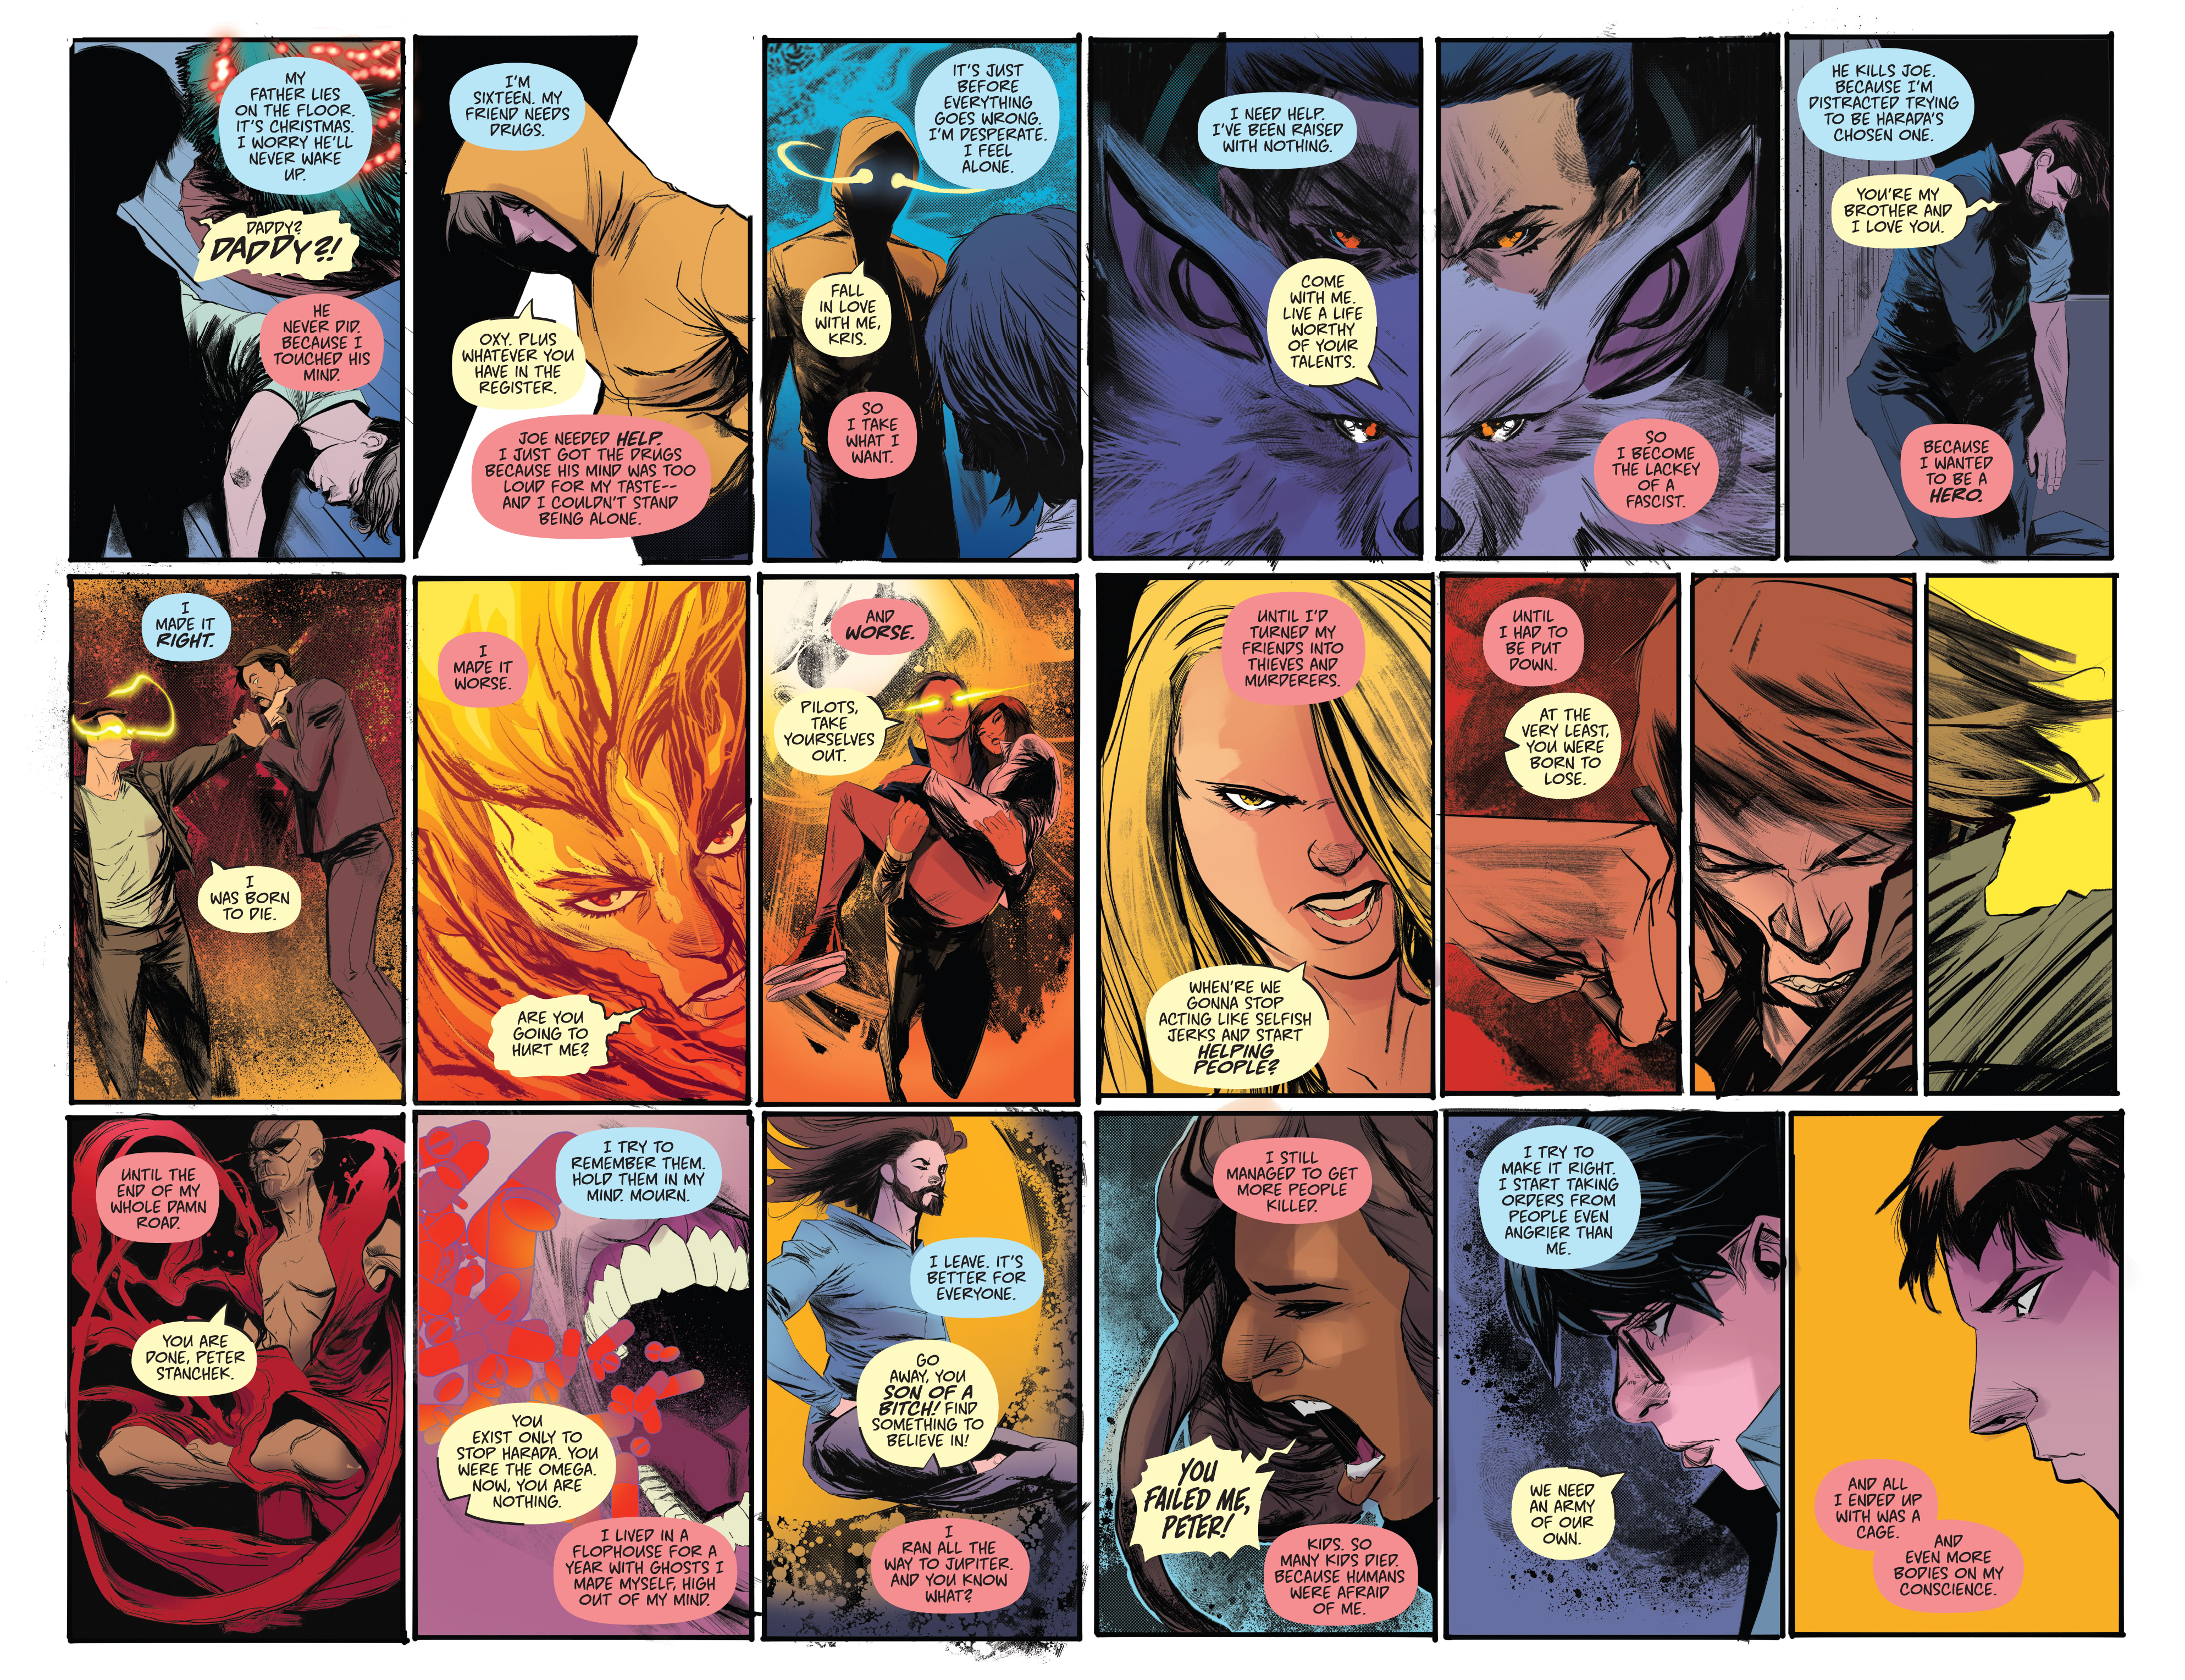 MY
FATHER LIES
ON THE FLOOR.
IT'S CHRISTMAS.
I WORRY HE'LL
NEVER WAKE
UP.
DADDY?
DADDY?!
HE
NEVER DID.
BECAUSE I
TOUCHED HIS
MIND.
I'M
SIXTEEN. MY
FRIEND NEEDS
DRUGS.
OXY. PLUS
WHATEVER YOU
HAVE IN THE
REGISTER.
JOE NEEDED HELP.
I JUST GOT THE DRUGS
BECAUSE HIS MIND WAS TOO
LOUD FOR MY TASTE--
AND I COULDN'T STAND
BEING ALONE.
IT'S JUST
BEFORE
EVERYTHING
GOES WRONG.
I'M DESPERATE.
I FEEL
ALONE.
FALL
IN LOVE
WITH ME,
KRIS.
SO
I TAKE
WHAT I
WANT.
I NEED HELP.
I'VE BEEN RAISED
WITH NOTHING.
COME
WITH ME.
LIVE A LIFE
WORTHY
OF YOUR
TALENTS.
SO
I BECOME
THE LACKEY
OF A
FASCIST.
HE KILLS JOE.
BECAUSE I'M
DISTRACTED TRYING
TO BE HARADA'S
CHOSEN ONE.
YOU'RE MY
BROTHER AND
I LOVE YOU.
BECAUSE
I WANTED
TO BE A
HERO.
I
MADE IT
RIGHT.
I
WAS BORN
TO DIE.
I
MADE IT
WORSE.
ARE YOU
GOING TO
HURT ME?
AND
WORSE.
PILOTS,
TAKE
YOURSELVES
OUT.
UNTIL I'D
TURNED MY
FRIENDS INTO
THIEVES AND
MURDERERS.
WHEN'RE WE
GONNA STOP
ACTING LIKE SELFISH
JERKS AND START
HELPING
PEOPLE?
UNTIL
I HAD TO
BE PUT
DOWN.
AT THE
VERY LEAST,
YOU WERE
BORN TO
LOSE.
UNTIL THE
END OF MY
WHOLE DAMN
ROAD.
YOU ARE
DONE, PETER
STANCHEK.
I TRY TO
REMEMBER THEM.
HOLD THEM IN MY
MIND. MOURN.
YOU
EXIST ONLY TO
STOP HARADA. YOU
WERE THE OMEGA.
NOW, YOU ARE
NOTHING.
I LIVED IN A
FLOPHOUSE FOR A
YEAR WITH GHOSTS I
MADE MYSELF, HIGH
OUT OF MY MIND.
I LEAVE. IT'S
BETTER FOR
EVERYONE.
GO
AWAY, YOU
SON OF A
BITCH! FIND
SOMETHING TO
BELIEVE IN!
I
RAN ALL THE
WAY TO JUPITER.
AND YOU KNOW
WHAT?
I STILL
MANAGED TO GET
MORE PEOPLE
KILLED.
YOU
FAILED ME,
PETER!
KIDS. SO
MANY KIDS DIED.
BECAUSE HUMANS
WERE AFRAID
OF ME.
I TRY TO
MAKE IT RIGHT.
I START TAKING
ORDERS FROM
PEOPLE EVEN
ANGRIER THAN
ME.
WE NEED
AN ARMY
OF OUR
OWN.
AND ALL
I ENDED UP
WITH WAS A
CAGE.
AND
EVEN MORE
BODIES ON MY
CONSCIENCE.